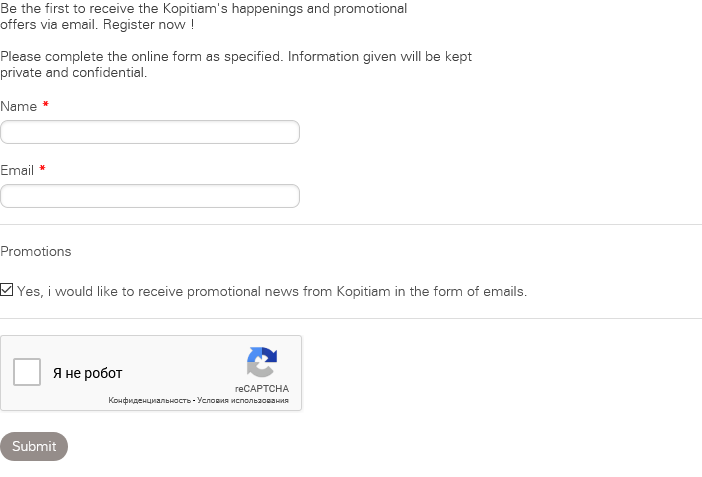 Be the first to receive the Kopitiam's happenings and promotional
offers via email. Register now !
Please complete the online form as specified. Information given will be kept
private and confidential.
Name *
Email *
Promotions
Yes, i would like to receive promotional news from Kopitiam in the form of emails.
Я не робот
reCAPTCHA
Конфиденциальность - Условия использования
Submit